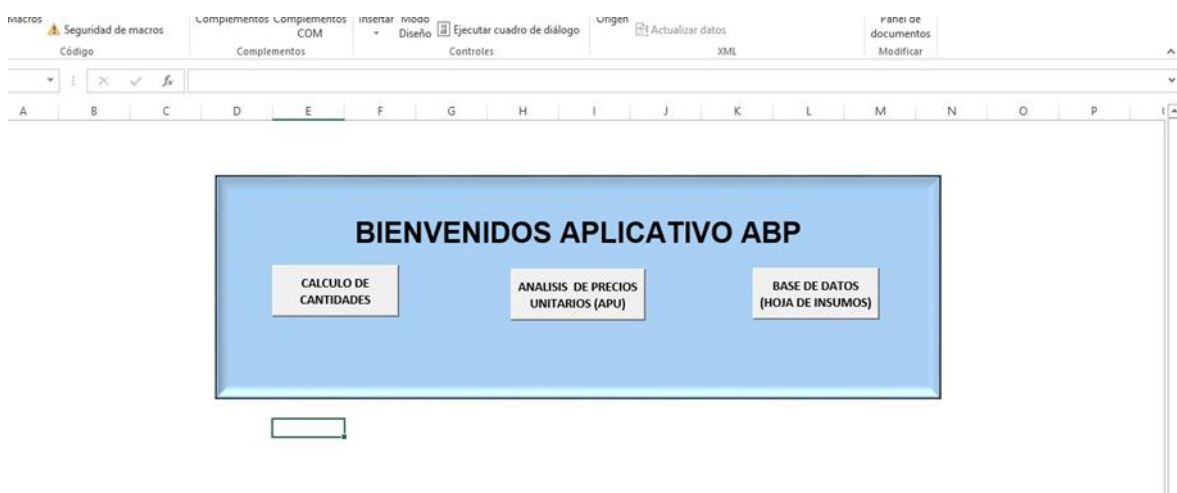 Macros
Seguridad de macros
Código
Complementos Complementos
COM
Complementos
Insertar Modo
Diseño
Ejecutar cuadro de diálogo
Controles
Origen
Actualizar datos
XML
Panel de
documentos
Modificar
fx
A B C D E F G H I J K L M N O P
BIENVENIDOS APLICATIVO ABP
CALCULO DE
CANTIDADES
ANALISIS DE PRECIOS
UNITARIOS (APU)
BASE DE DATOS
(HOJA DE INSUMOS)